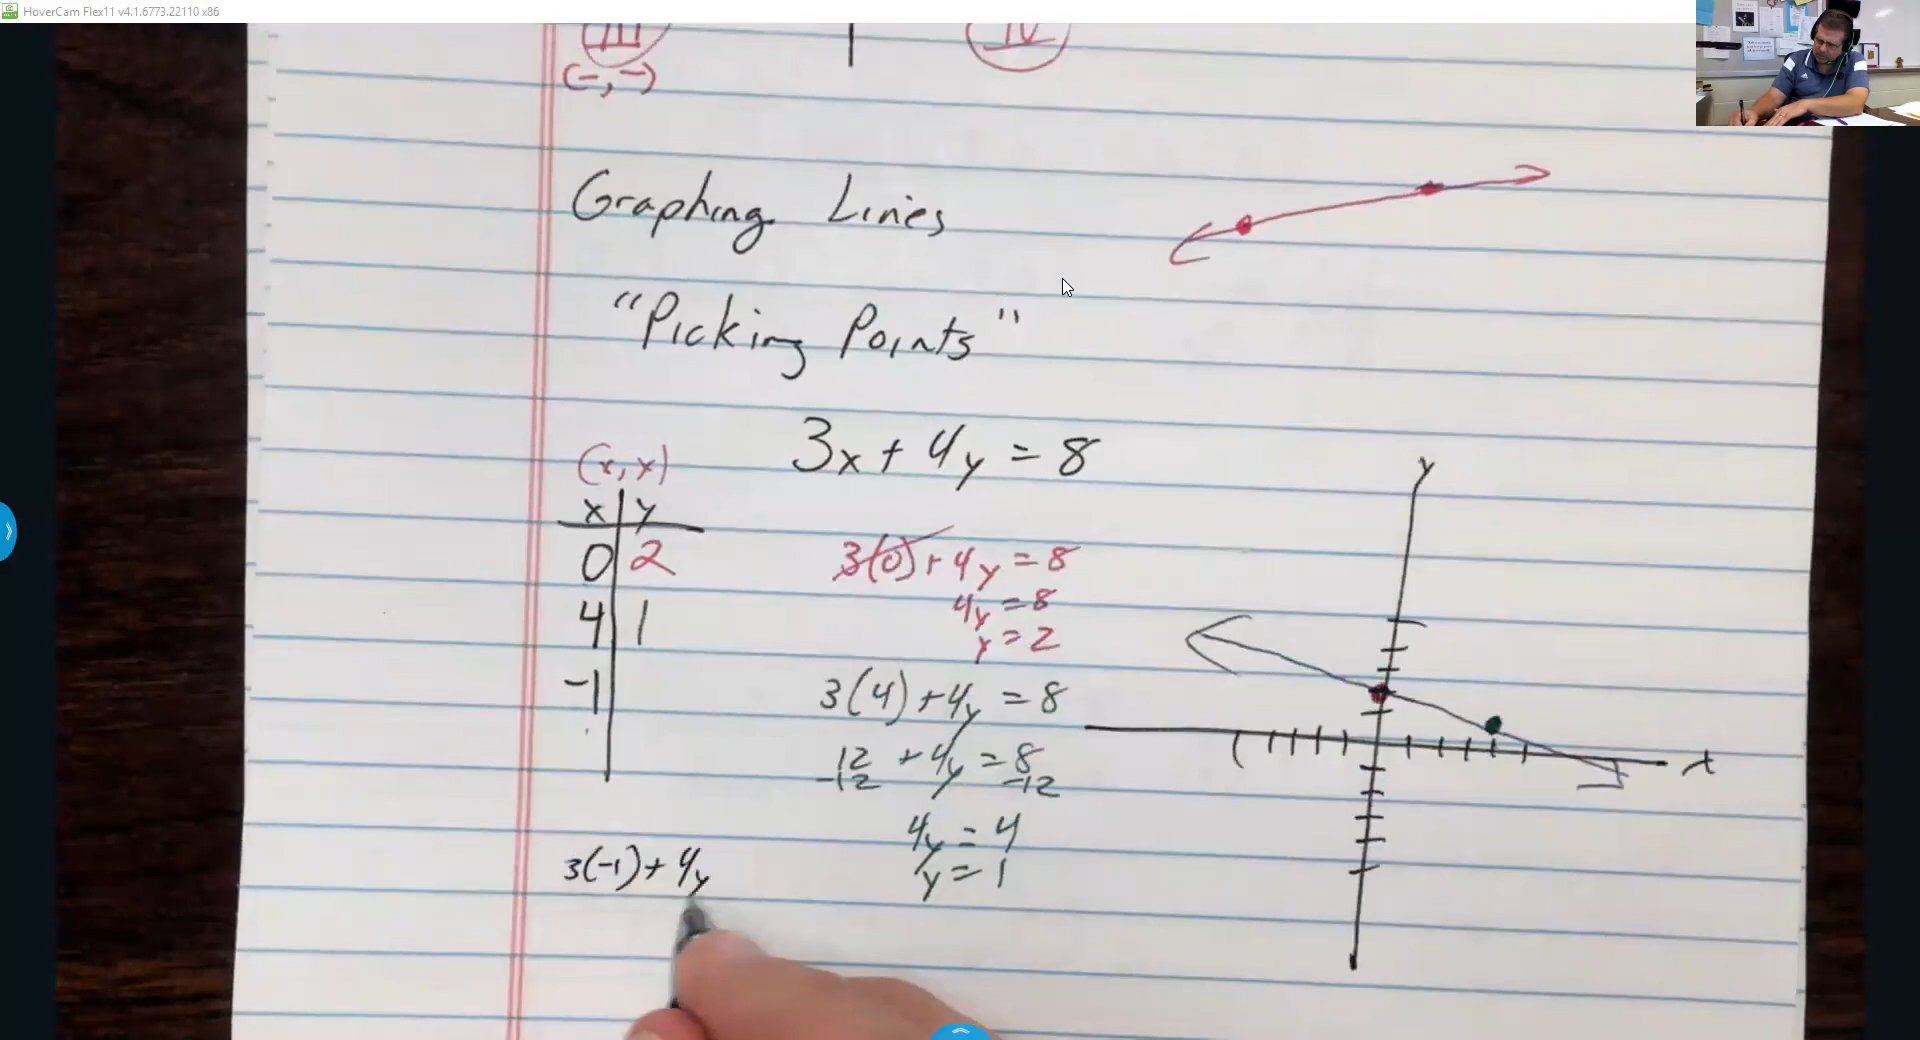 HoverCam Flex11 v4.1.6773.22110 x86
III
IV
(-, -)
Graphing Lines
"Picking Points"
3x + 4y = 8
(x, y)
x | y
0 | 2
4 | 1
-1
3(0) + 4y = 8
4y = 8
y = 2
3(4) + 4y = 8
12 + 4y = 8
-12 -12
4y = 4
y = 1
3(-1) + 4y
y
x